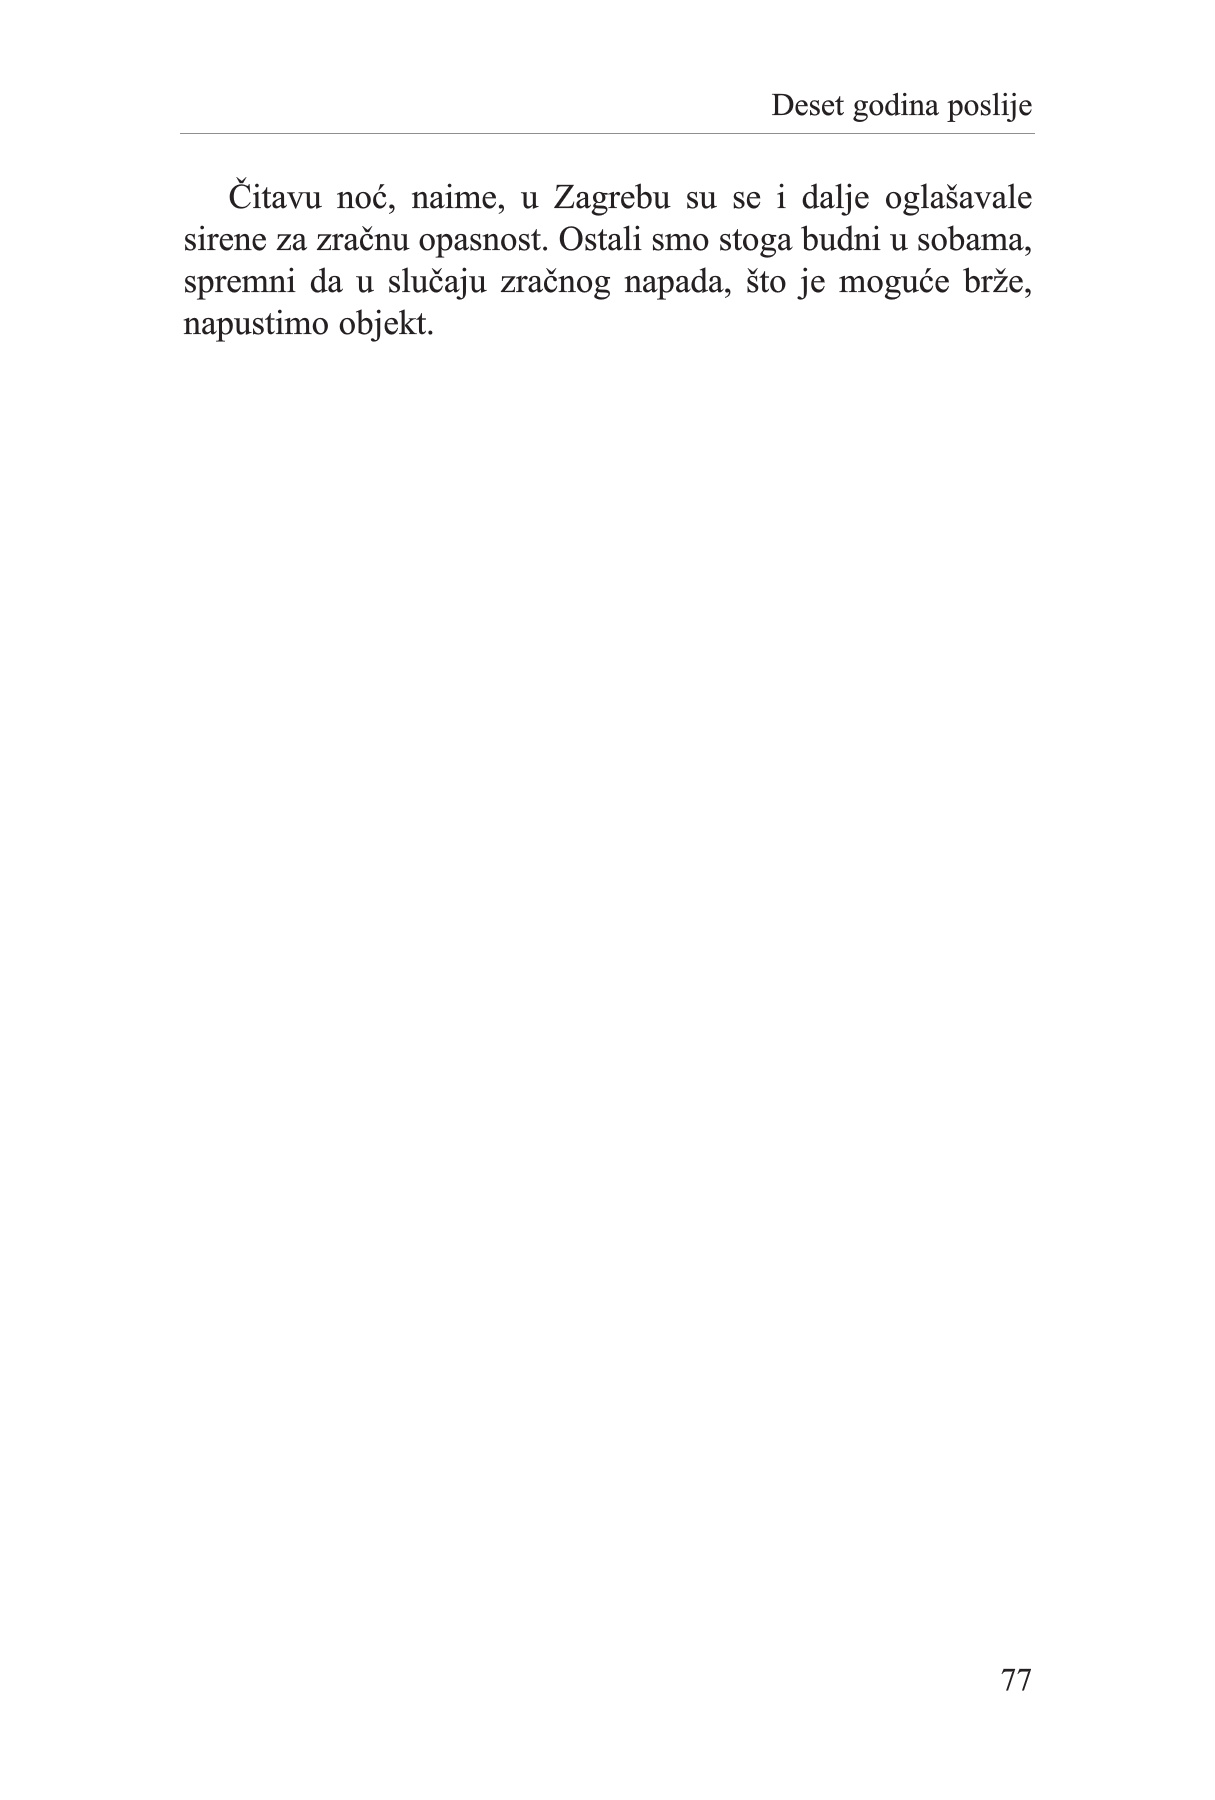 Deset godina poslije
Čitavu noć, naime, u Zagrebu su se i dalje oglašavale
sirene za zračnu opasnost. Ostali smo stoga budni u sobama,
spremni da u slučaju zračnog napada, što je moguće brže,
napustimo objekt.
77